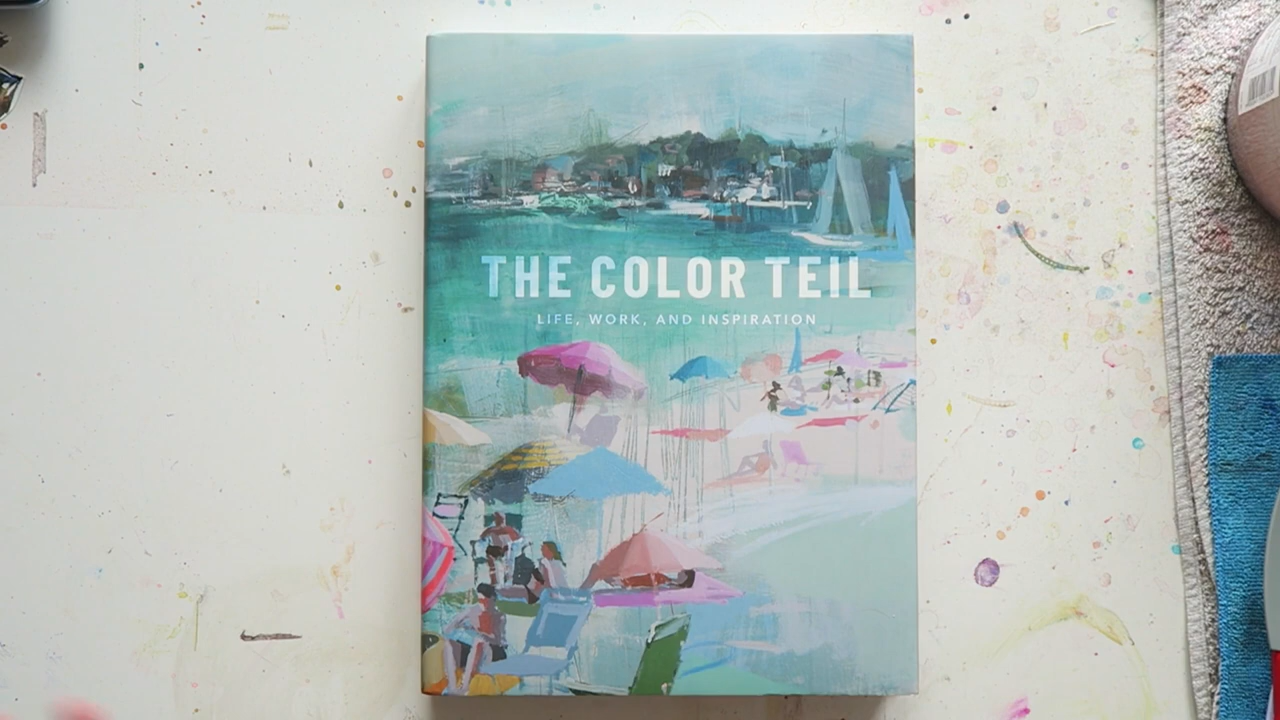 THE COLOR TEIL
LIFE, WORK, AND INSPIRATION